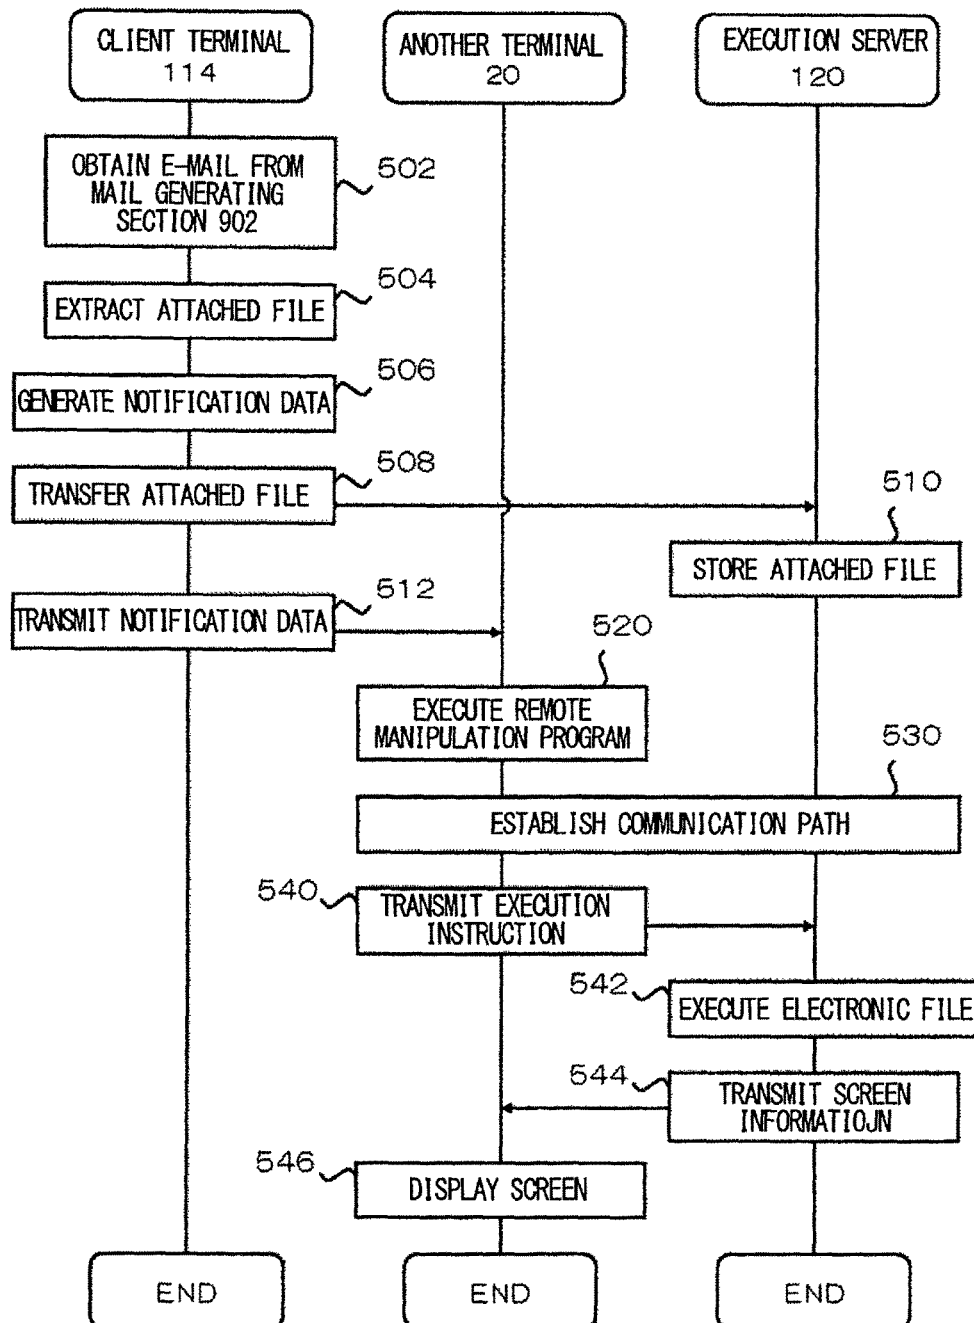 CLIENT TERMINAL
114
ANOTHER TERMINAL
20
EXECUTION SERVER
120
OBTAIN E-MAIL FROM
MAIL GENERATING
SECTION 902
502
EXTRACT ATTACHED FILE
504
GENERATE NOTIFICATION DATA
506
TRANSFER ATTACHED FILE
508
510
STORE ATTACHED FILE
TRANSMIT NOTIFICATION DATA
512
520
EXECUTE REMOTE
MANIPULATION PROGRAM
530
ESTABLISH COMMUNICATION PATH
540
TRANSMIT EXECUTION
INSTRUCTION
542
EXECUTE ELECTRONIC FILE
544
TRANSMIT SCREEN
INFORMATIOJN
546
DISPLAY SCREEN
END
END
END